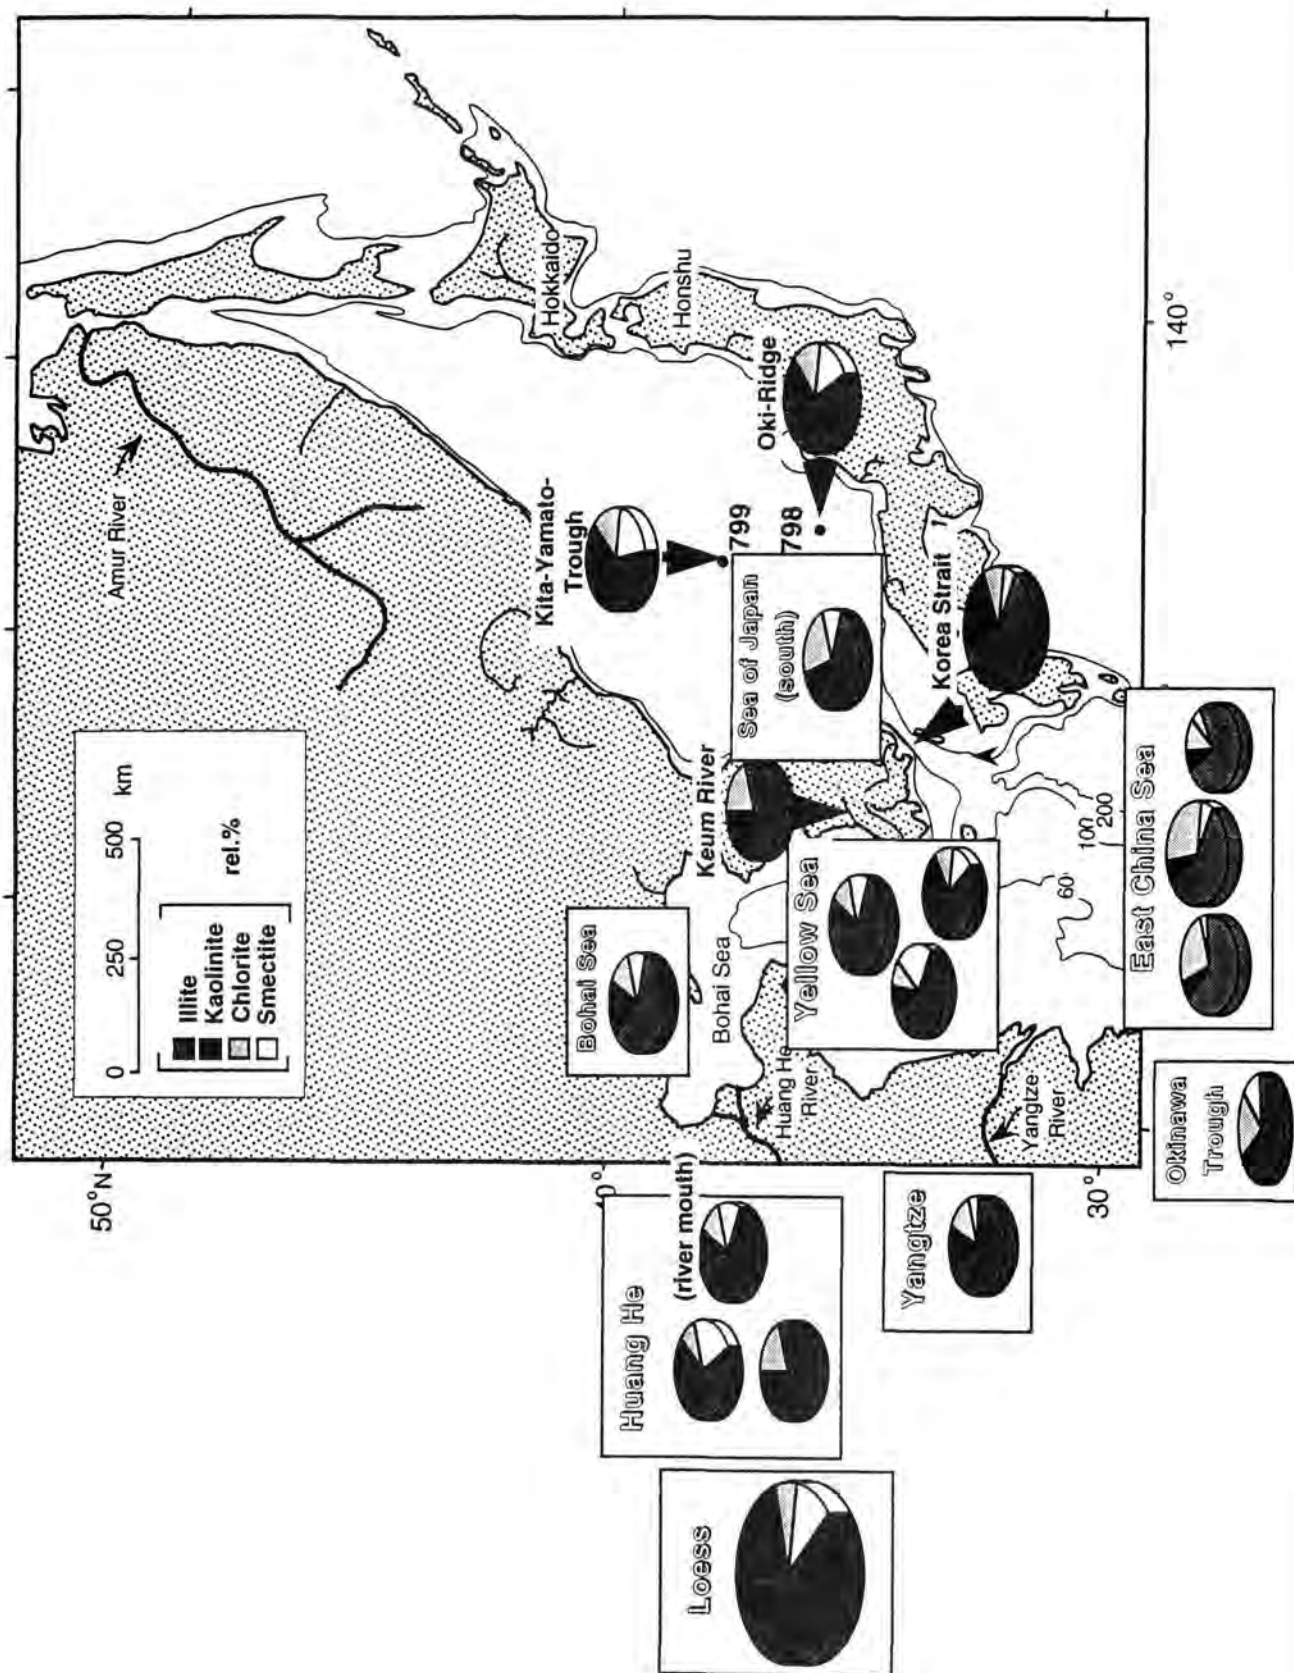 50°N
0 250 500 km
Amur River
Illite
Kaolinite
Chlorite
Smectite
rel.%
Kita-Yamato-
Trough
Hokkaido
Bohai Sea
Huang He
(river mouth)
Loess
Honshu
Keum River
Bohai Sea
799
Sea of Japan
(south)
Oki-Ridge
798
Huang He
River
Yellow Sea
Yangtze
Korea Strait
Yangtze
River
60
100
200
30°
140°
East China Sea
Okinawa
Trough